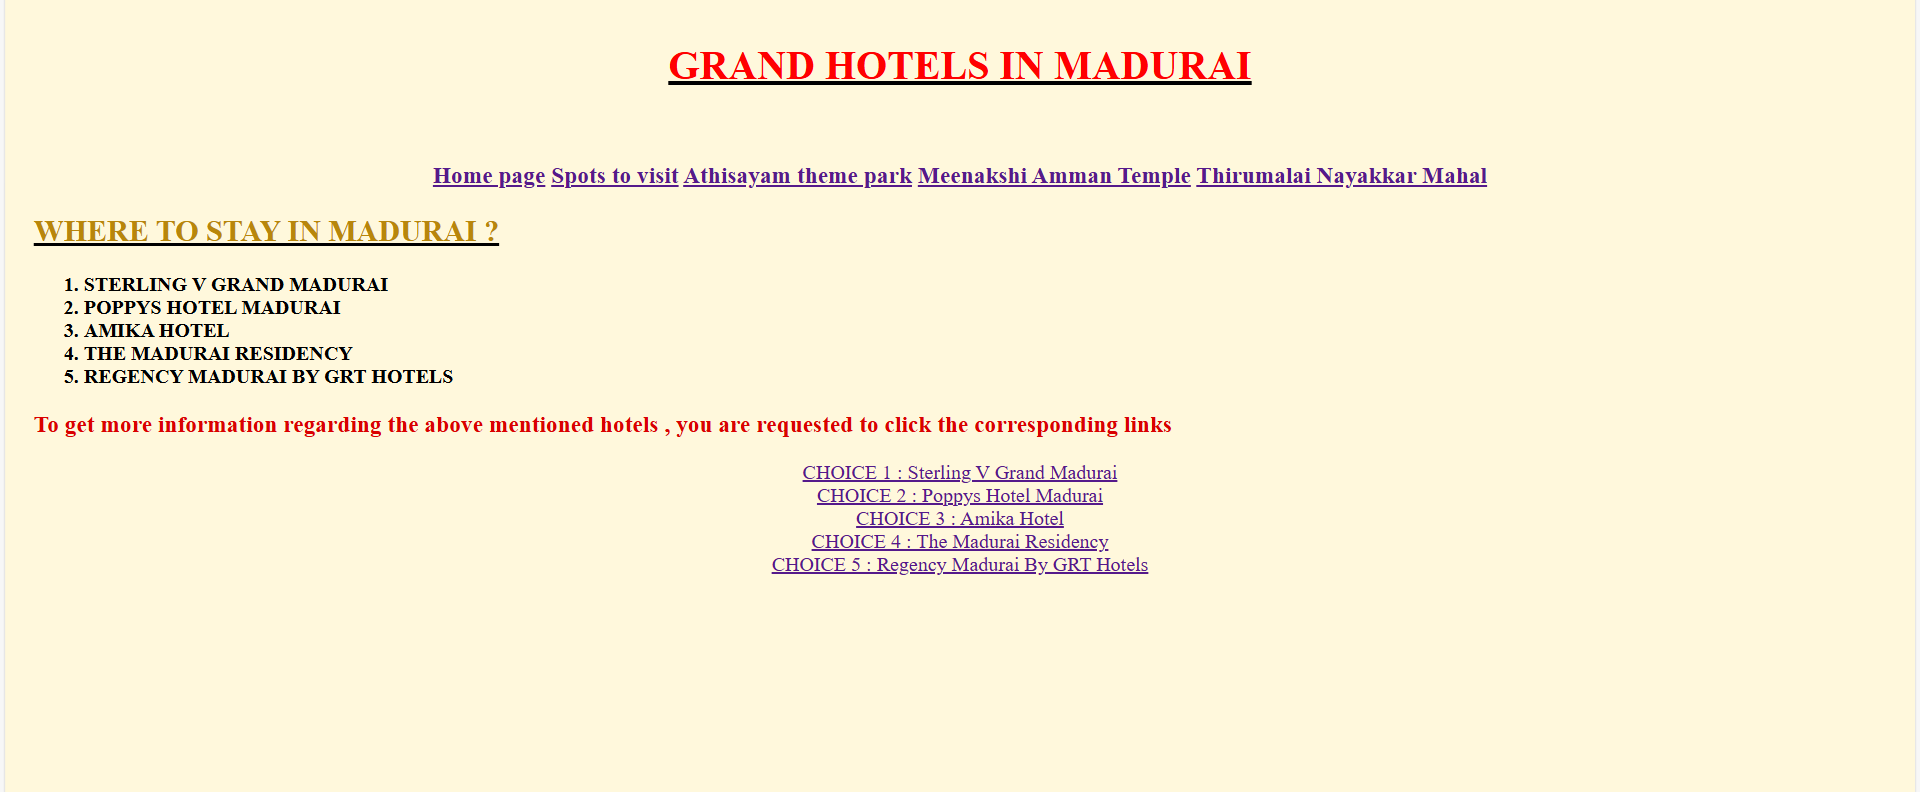 GRAND HOTELS IN MADURAI
Home page Spots to visit Athisayam theme park Meenakshi Amman Temple Thirumalai Nayakkar Mahal
WHERE TO STAY IN MADURAI ?
1. STERLING V GRAND MADURAI
2. POPPYS HOTEL MADURAI
3. AMIKA HOTEL
4. THE MADURAI RESIDENCY
5. REGENCY MADURAI BY GRT HOTELS
To get more information regarding the above mentioned hotels , you are requested to click the corresponding links
CHOICE 1 : Sterling V Grand Madurai
CHOICE 2 : Poppys Hotel Madurai
CHOICE 3 : Amika Hotel
CHOICE 4 : The Madurai Residency
CHOICE 5 : Regency Madurai By GRT Hotels